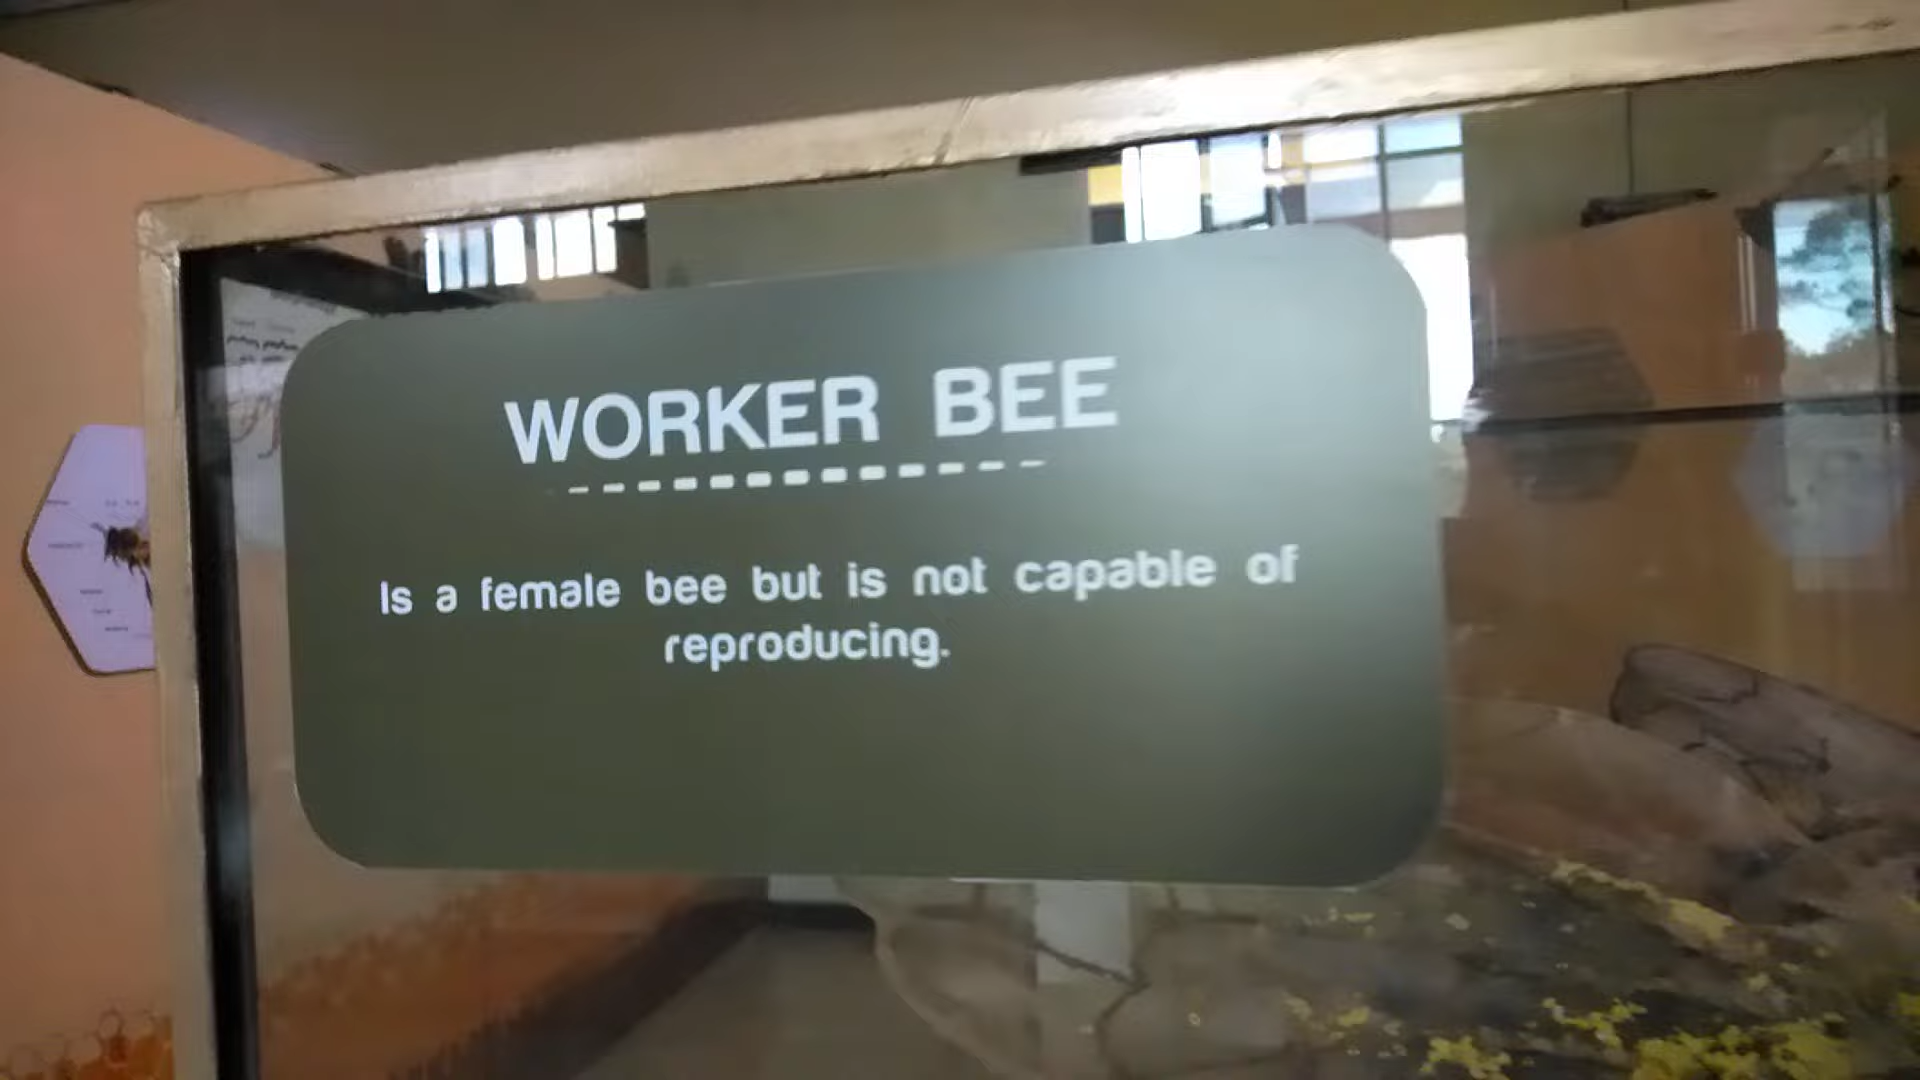 WORKER BEE
Is a female bee but is not capable of
reproducing.